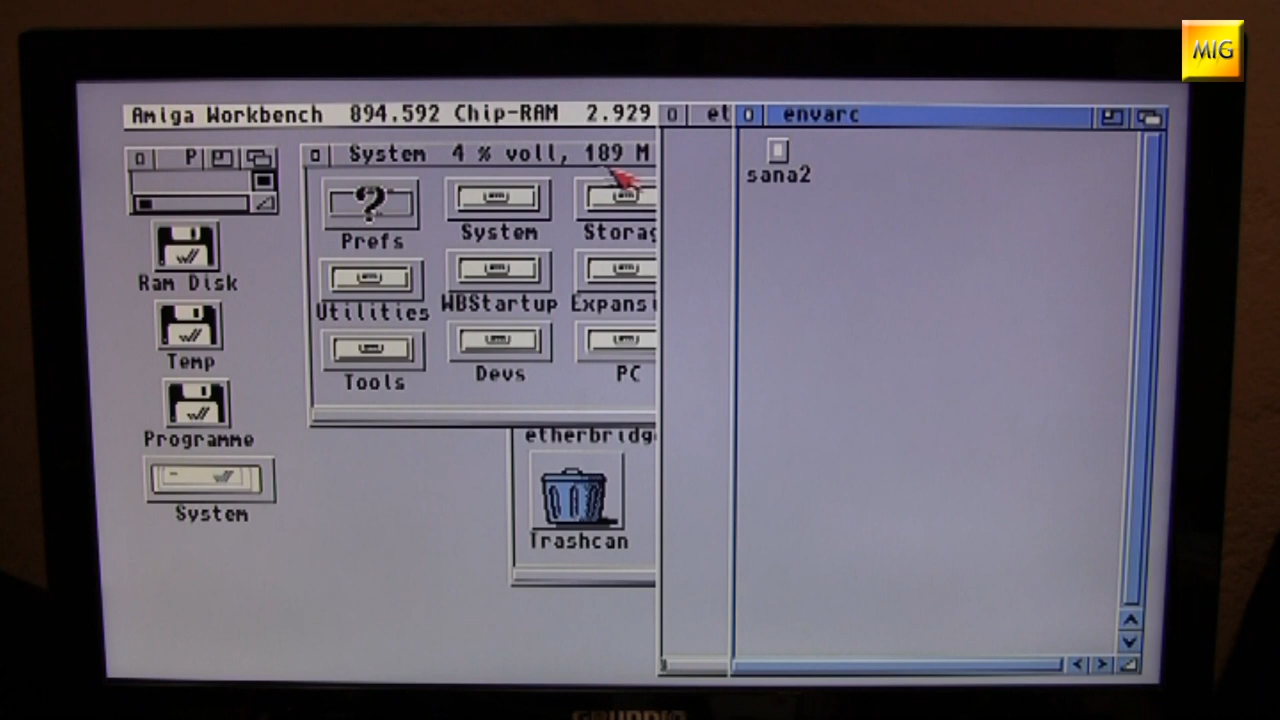 MIG
Amiga Workbench 894.592 Chip-RAM 2.929
et
envarc
P
System 4 % voll, 189 M
sana2
Prefs
System
Storag
Ram Disk
Utilities
WBStartup
Expansi
Temp
Tools
Devs
PC
Programme
etherbridg
System
Trashcan
GRUNDIG